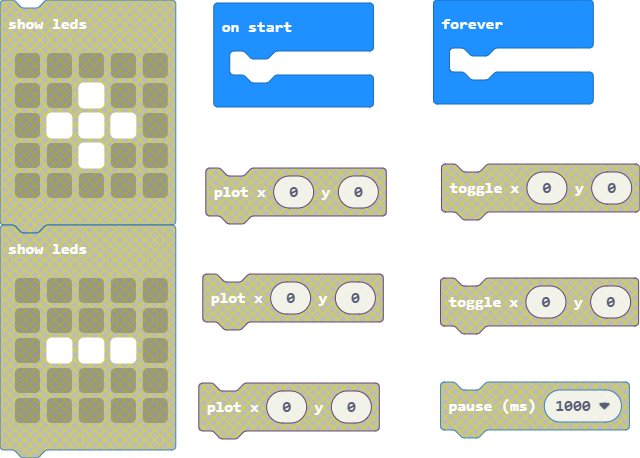 show leds
on start
forever
plot x 0 y 0
toggle x 0 y 0
show leds
plot x 0 y 0
toggle x 0 y 0
plot x 0 y 0
pause (ms) 1000